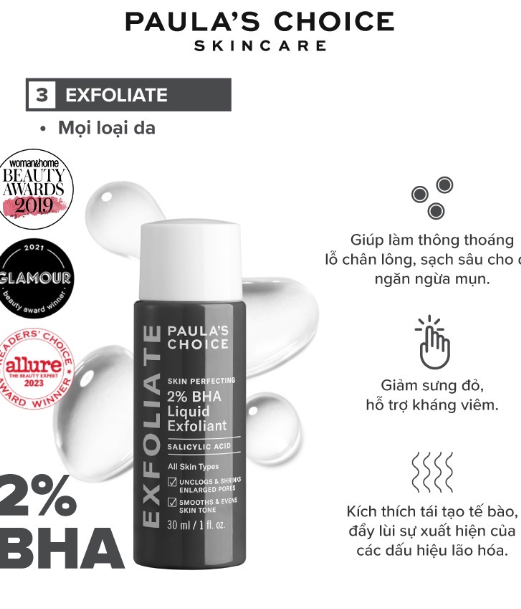 PAULA'S CHOICE
SKINCARE
3 EXFOLIATE
• Mọi loại da
woman&home
BEAUTY
AWARDS
2019
2021
GLAMOUR
beauty award winner
READERS' CHOICE
allure
THE BEAUTY EXPERT
2023
AWARD WINNER
2%
BHA
EXFOLIATE
PAULA'S
CHOICE
SKIN PERFECTING
2% BHA
Liquid
Exfoliant
SALICYLIC ACID
All Skin Types
UNCLOGS & SHRINKS
ENLARGED PORES
SMOOTHS & EVENS
SKIN TONE
30 ml / 1 fl. oz.
Giúp làm thông thoáng
lỗ chân lông, sạch sâu cho
ngăn ngừa mụn.
Giảm sưng đỏ,
hỗ trợ kháng viêm.
Kích thích tái tạo tế bào,
đẩy lùi sự xuất hiện của
các dấu hiệu lão hóa.